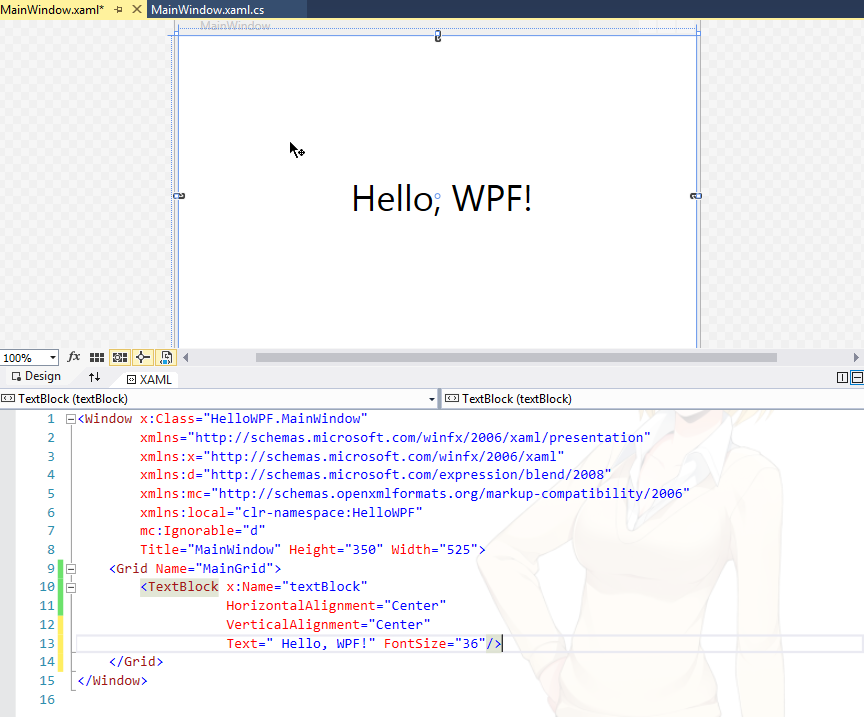 MainWindow.xaml* MainWindow.xaml.cs
MainWindow
Hello, WPF!
100% fx
Design XAML
TextBlock (textBlock) TextBlock (textBlock)
1 <Window x:Class="HelloWPF.MainWindow"
2 xmlns="http://schemas.microsoft.com/winfx/2006/xaml/presentation"
3 xmlns:x="http://schemas.microsoft.com/winfx/2006/xaml"
4 xmlns:d="http://schemas.microsoft.com/expression/blend/2008"
5 xmlns:mc="http://schemas.openxmlformats.org/markup-compatibility/2006"
6 xmlns:local="clr-namespace:HelloWPF"
7 mc:Ignorable="d"
8 Title="MainWindow" Height="350" Width="525">
9 <Grid Name="MainGrid">
10 <TextBlock x:Name="textBlock"
11 HorizontalAlignment="Center"
12 VerticalAlignment="Center"
13 Text=" Hello, WPF!" FontSize="36"/>
14 </Grid>
15 </Window>
16